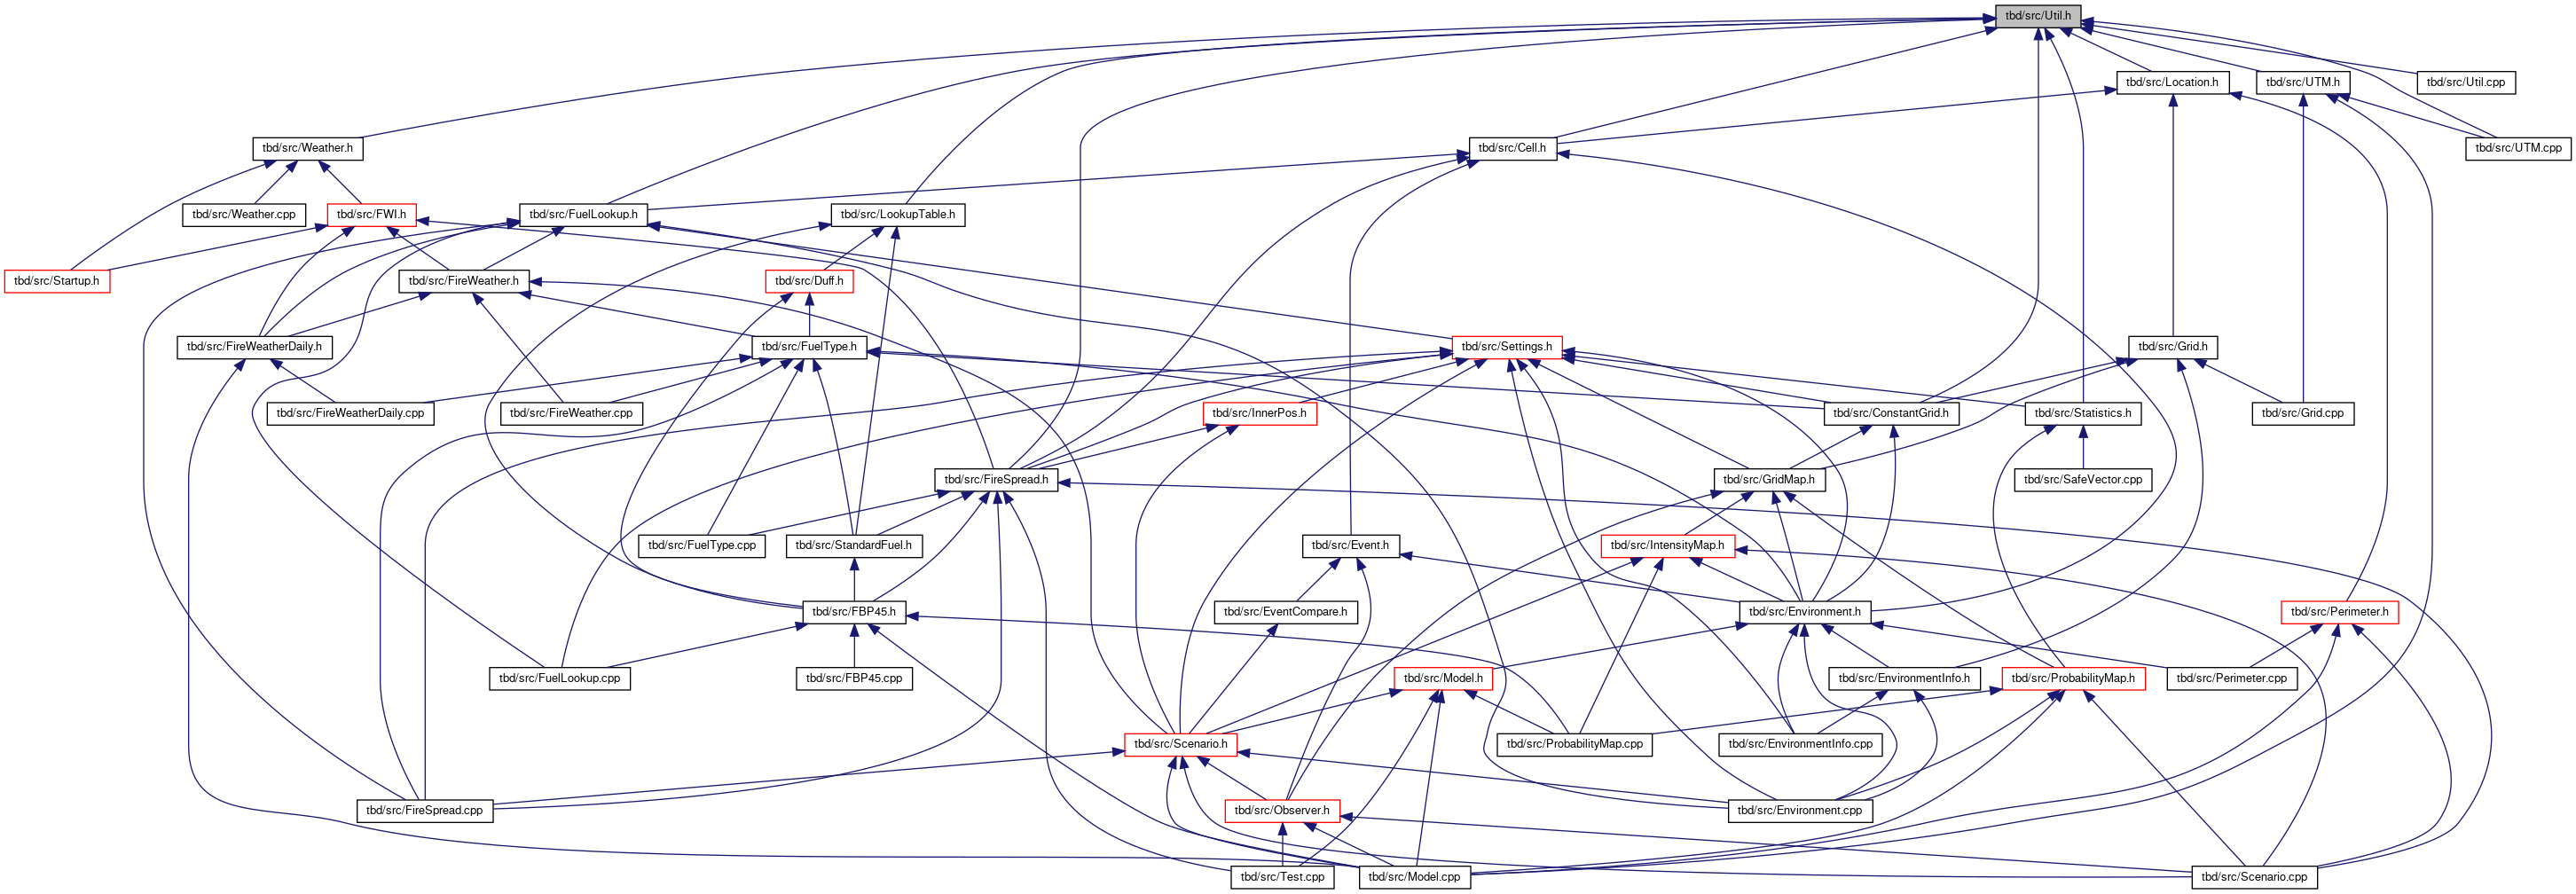 tbd/src/Util.h
tbd/src/Location.h
tbd/src/UTM.h
tbd/src/Util.cpp
tbd/src/Weather.h
tbd/src/Cell.h
tbd/src/UTM.cpp
tbd/src/Weather.cpp
tbd/src/FWI.h
tbd/src/FuelLookup.h
tbd/src/LookupTable.h
tbd/src/Startup.h
tbd/src/FireWeather.h
tbd/src/Duff.h
tbd/src/FireWeatherDaily.h
tbd/src/FuelType.h
tbd/src/Settings.h
tbd/src/Grid.h
tbd/src/FireWeatherDaily.cpp
tbd/src/FireWeather.cpp
tbd/src/InnerPos.h
tbd/src/ConstantGrid.h
tbd/src/Statistics.h
tbd/src/Grid.cpp
tbd/src/FireSpread.h
tbd/src/GridMap.h
tbd/src/SafeVector.cpp
tbd/src/FuelType.cpp
tbd/src/StandardFuel.h
tbd/src/Event.h
tbd/src/IntensityMap.h
tbd/src/FBP45.h
tbd/src/EventCompare.h
tbd/src/Environment.h
tbd/src/Perimeter.h
tbd/src/FuelLookup.cpp
tbd/src/FBP45.cpp
tbd/src/Model.h
tbd/src/EnvironmentInfo.h
tbd/src/ProbabilityMap.h
tbd/src/Perimeter.cpp
tbd/src/Scenario.h
tbd/src/ProbabilityMap.cpp
tbd/src/EnvironmentInfo.cpp
tbd/src/FireSpread.cpp
tbd/src/Observer.h
tbd/src/Environment.cpp
tbd/src/Test.cpp
tbd/src/Model.cpp
tbd/src/Scenario.cpp